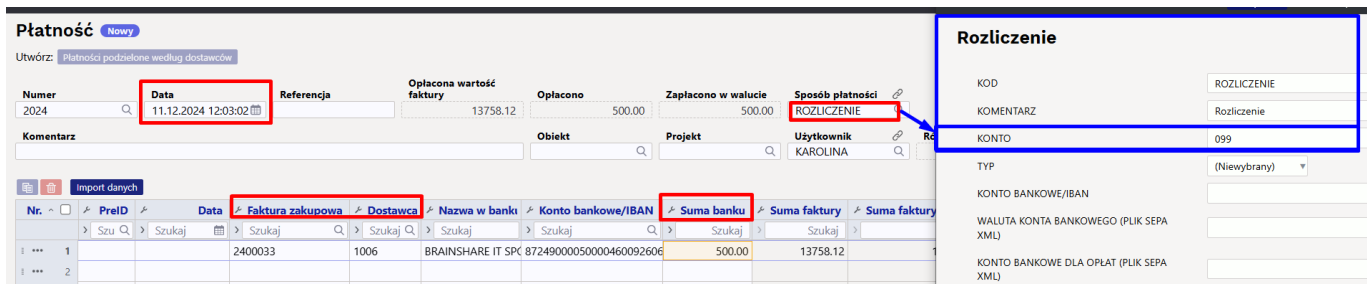 Płatność Nowy
Utwórz: Płatności podzielone według dostawców
Numer Data Referencja Opłacona wartość faktury Opłacono Zapłacono w walucie Sposób płatności
2024 11.12.2024 12:03:02 13758.12 500.00 500.00 ROZLICZENIE
Komentarz Obiekt Projekt Użytkownik
KAROLINA
Import danych
Nr. PreID Data Faktura zakupowa Dostawca Nazwa w banku Konto bankowe/IBAN Suma banku Suma faktury Suma faktury
Szu Szukaj Szukaj Szukaj Szukaj Szukaj Szukaj Szukaj
1 2400033 1006 BRAINSHARE IT SPÓ 87249000050000460092606 500.00 13758.12
2
Rozliczenie
KOD ROZLICZENIE
KOMENTARZ Rozliczenie
KONTO 099
TYP (Niewybrany)
KONTO BANKOWE/IBAN
WALUTA KONTA BANKOWEGO (PLIK SEPA
XML)
KONTO BANKOWE DLA OPŁAT (PLIK SEPA
XML)